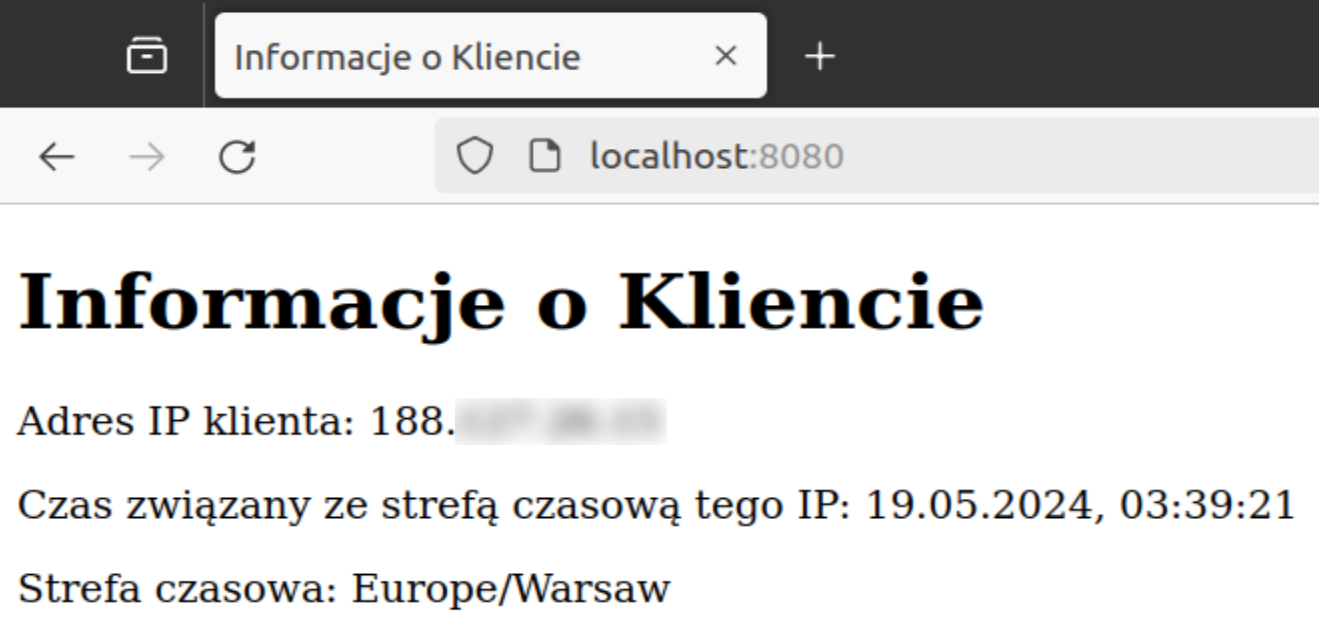 Informacje o Kliencie
localhost:8080
Informacje o Kliencie
Adres IP klienta: 188.
Czas związany ze strefą czasową tego IP: 19.05.2024, 03:39:21
Strefa czasowa: Europe/Warsaw